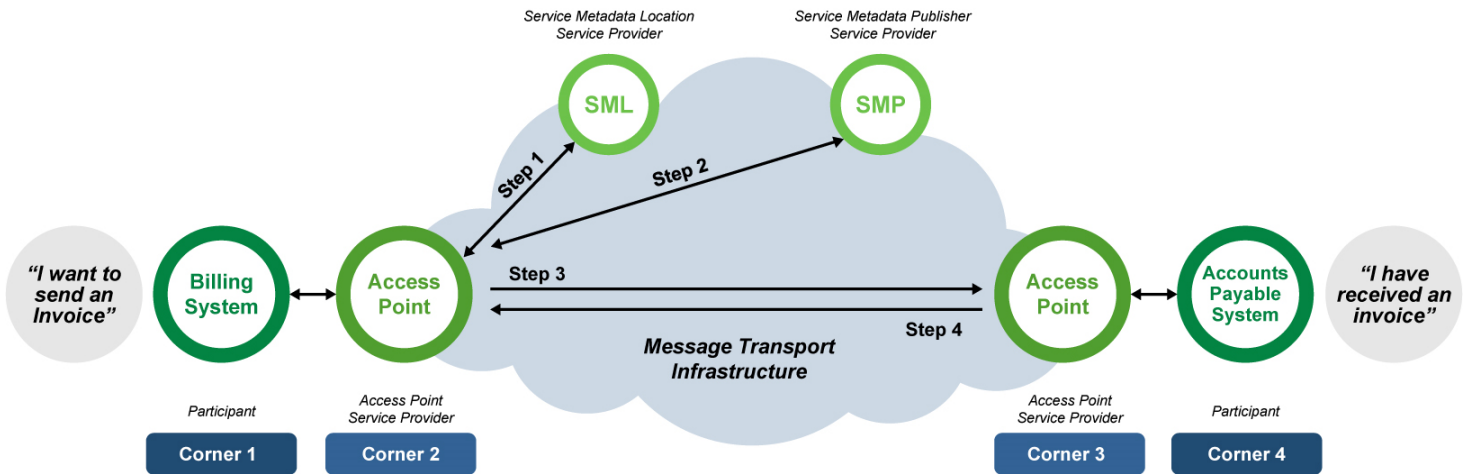 Service Metadata Location
Service Provider
Service Metadata Publisher
Service Provider
SML
SMP
Step 1
Step 2
“I want to
send an
Invoice”
Billing
System
Access
Point
Step 3
Step 4
Message Transport
Infrastructure
Access
Point
Accounts
Payable
System
“I have
received an
invoice”
Participant
Access Point
Service Provider
Access Point
Service Provider
Participant
Corner 1
Corner 2
Corner 3
Corner 4